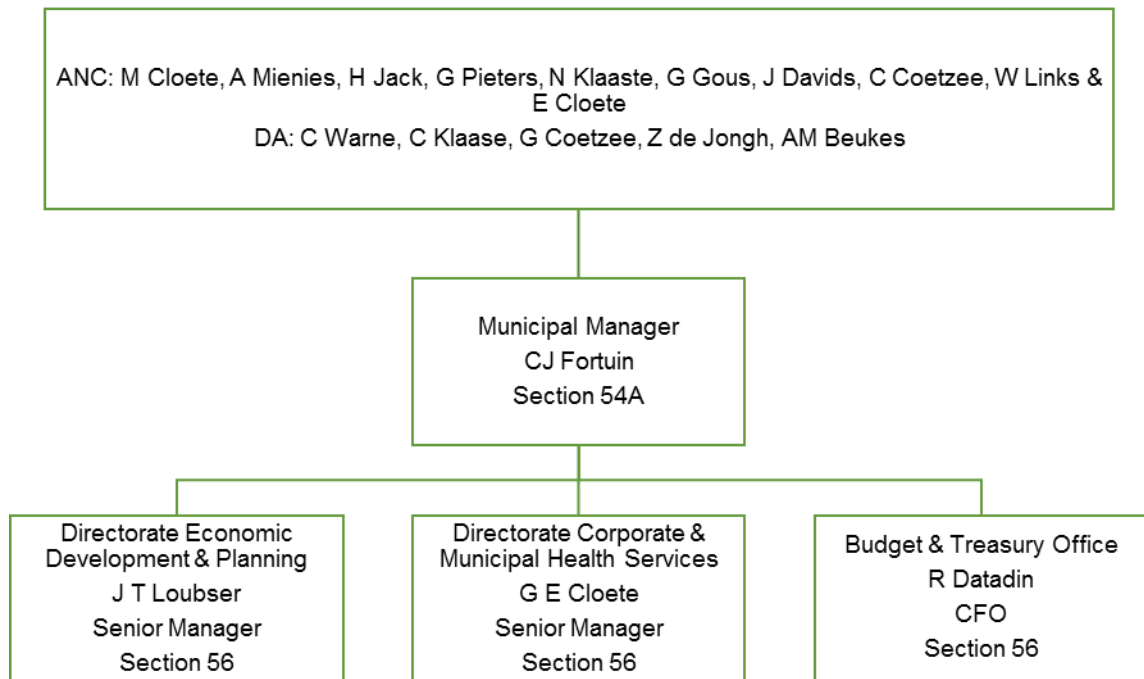 ANC: M Cloete, A Mienies, H Jack, G Pieters, N Klaaste, G Gous, J Davids, C Coetzee, W Links &
E Cloete
DA: C Warne, C Klaase, G Coetzee, Z de Jongh, AM Beukes
Municipal Manager
CJ Fortuin
Section 54A
Directorate Economic
Development & Planning
J T Loubser
Senior Manager
Section 56
Directorate Corporate &
Municipal Health Services
G E Cloete
Senior Manager
Section 56
Budget & Treasury Office
R Datadin
CFO
Section 56